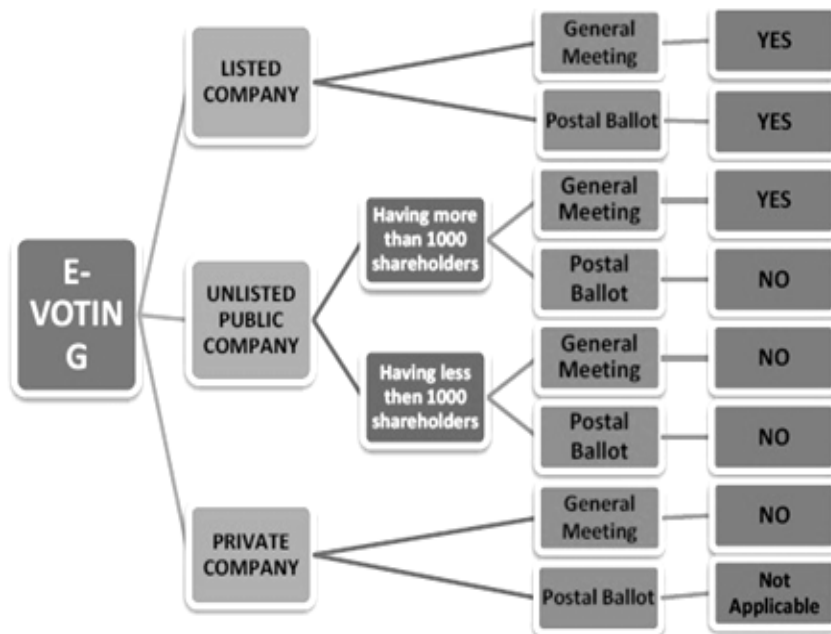 E-
VOTIN
G
LISTED
COMPANY
General
Meeting
YES
Postal Ballot
YES
UNLISTED
PUBLIC
COMPANY
Having more
than 1000
shareholders
General
Meeting
YES
Postal
Ballot
NO
Having less
then 1000
shareholders
General
Meeting
NO
Postal
Ballot
NO
PRIVATE
COMPANY
General
Meeting
NO
Postal Ballot
Not
Applicable